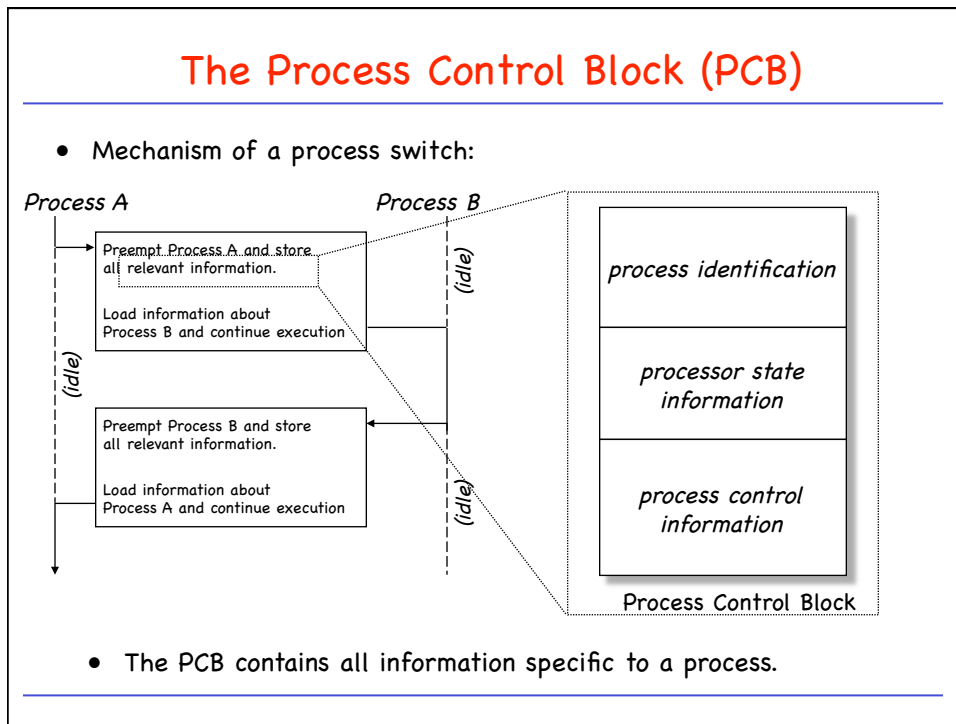 The Process Control Block (PCB)
• Mechanism of a process switch:
Process A
Process B
Preempt Process A and store
all relevant information.
Load information about
Process B and continue execution
(idle)
(idle)
Preempt Process B and store
all relevant information.
Load information about
Process A and continue execution
(idle)
process identification
processor state
information
process control
information
Process Control Block
• The PCB contains all information specific to a process.